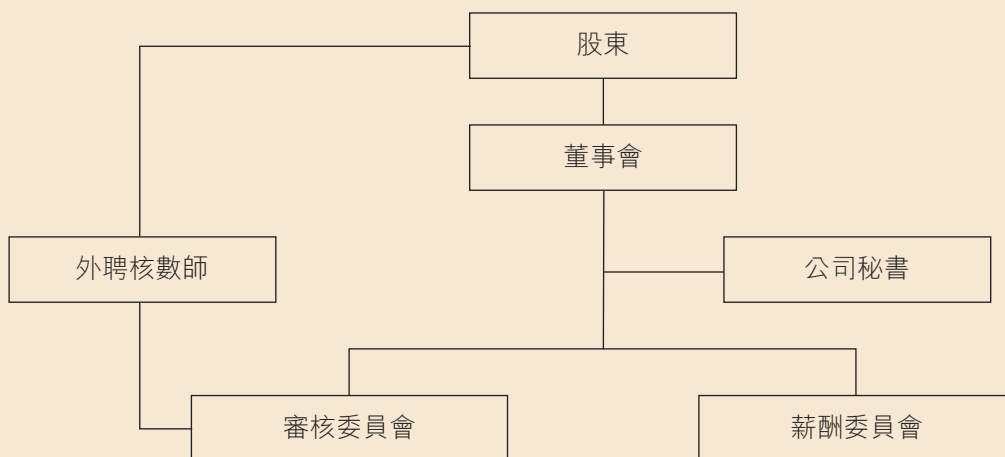 股東
董事會
外聘核數師
公司秘書
審核委員會
薪酬委員會